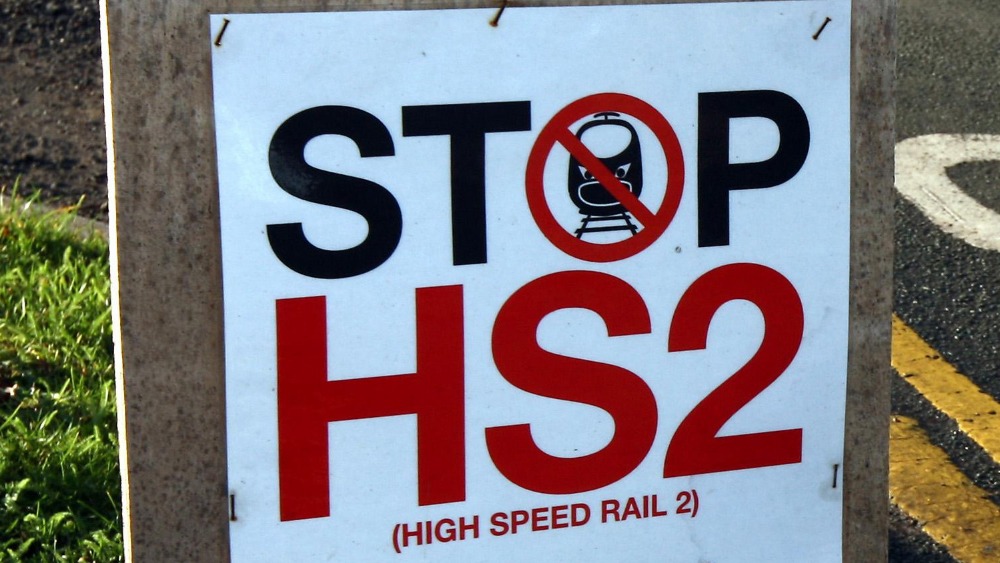 STOP
HS2
(HIGH SPEED RAIL 2)